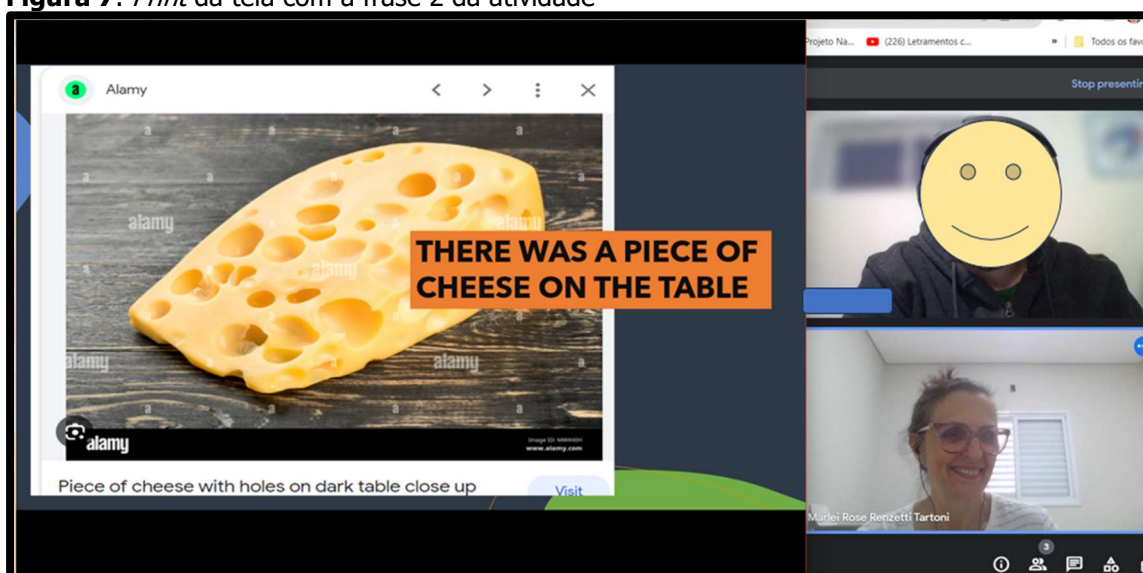 Figura 7: Print da tela com a frase 2 da atividade
Projeto Na...
(226) Letramentos c...
»
Todos os fav
Stop presentin
a
Alamy
alamy
alamy
alamy
alamy
alamy
THERE WAS A PIECE OF
CHEESE ON THE TABLE
alamy
www.alamy.com
Piece of cheese with holes on dark table close up
Visit
Marlei Rose Renzetti Tartoni
3